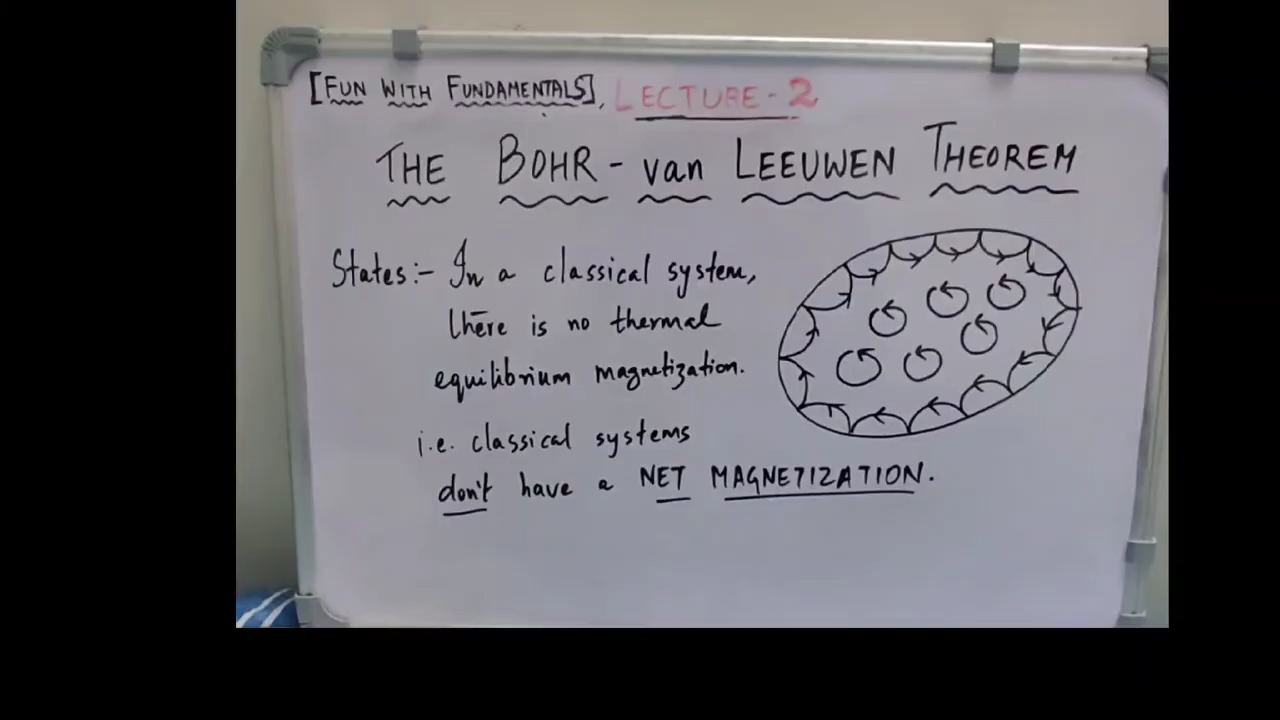 [FUN WITH FUNDAMENTALS], LECTURE - 2
THE BOHR - van LEEUWEN THEOREM
States:- In a classical system,
there is no thermal
equilibrium magnetization.
i.e. classical systems
don't have a NET MAGNETIZATION.